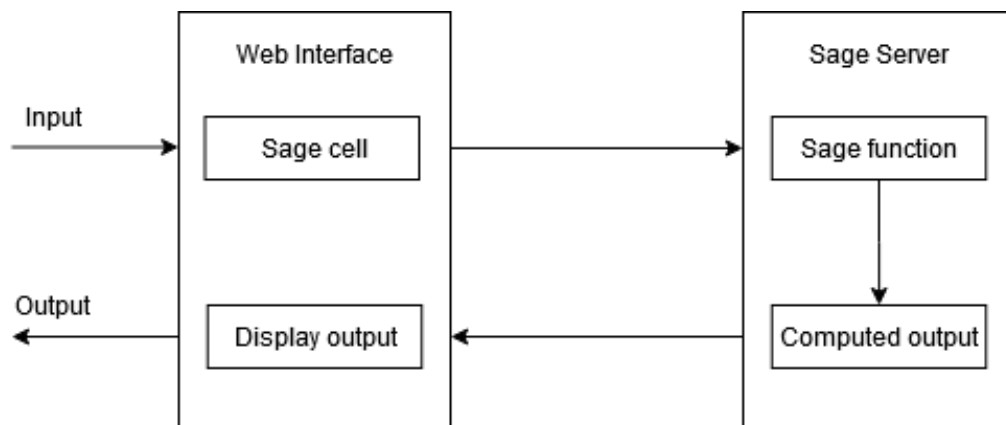 Web Interface
Sage Server
Input
Sage cell
Sage function
Output
Display output
Computed output